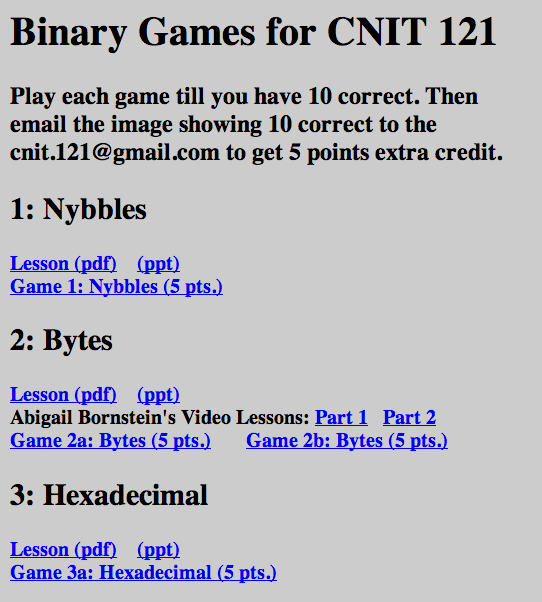 Binary Games for CNIT 121
Play each game till you have 10 correct. Then
email the image showing 10 correct to the
cnit.121@gmail.com to get 5 points extra credit.
1: Nybbles
Lesson (pdf) (ppt)
Game 1: Nybbles (5 pts.)
2: Bytes
Lesson (pdf) (ppt)
Abigail Bornstein's Video Lessons: Part 1 Part 2
Game 2a: Bytes (5 pts.) Game 2b: Bytes (5 pts.)
3: Hexadecimal
Lesson (pdf) (ppt)
Game 3a: Hexadecimal (5 pts.)